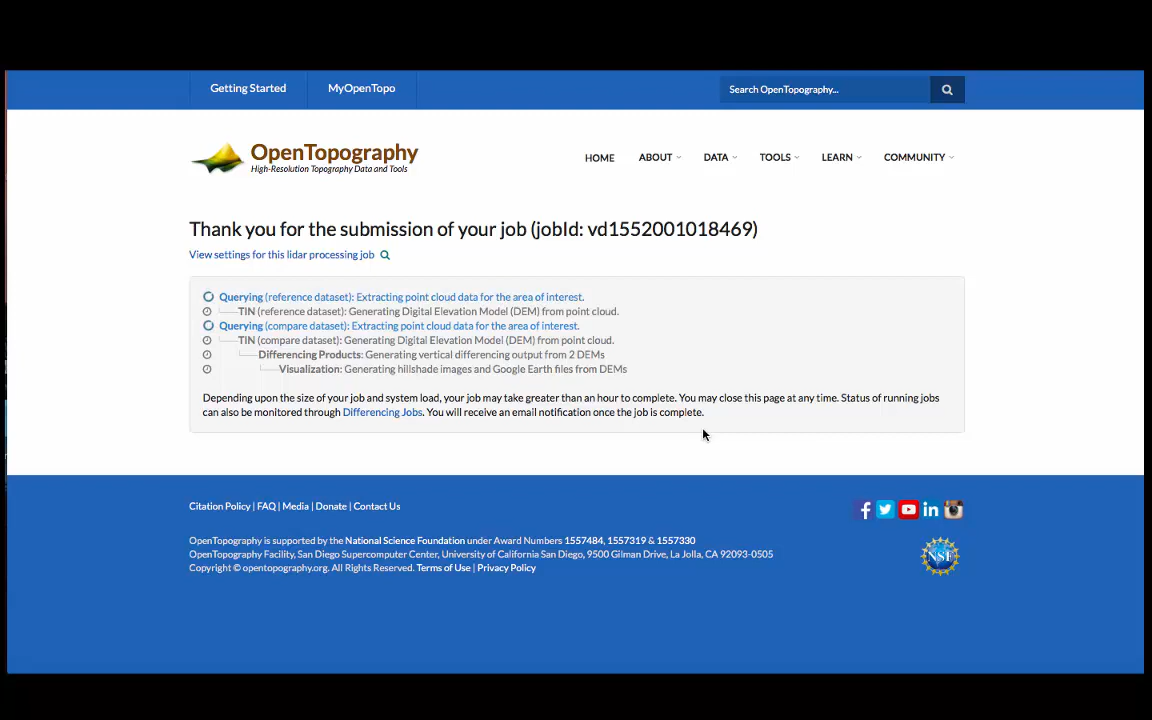 Getting Started
MyOpenTopo
Search OpenTopography...
OpenTopography
High-Resolution Topography Data and Tools
HOME
ABOUT
DATA
TOOLS
LEARN
COMMUNITY
Thank you for the submission of your job (jobId: vd1552001018469)
View settings for this lidar processing job
Querying (reference dataset): Extracting point cloud data for the area of interest.
TIN (reference dataset): Generating Digital Elevation Model (DEM) from point cloud.
Querying (compare dataset): Extracting point cloud data for the area of interest.
TIN (compare dataset): Generating Digital Elevation Model (DEM) from point cloud.
Differencing Products: Generating vertical differencing output from 2 DEMs
Visualization: Generating hillshade images and Google Earth files from DEMs
Depending upon the size of your job and system load, your job may take greater than an hour to complete. You may close this page at any time. Status of running jobs
can also be monitored through Differencing Jobs. You will receive an email notification once the job is complete.
Citation Policy | FAQ | Media | Donate | Contact Us
OpenTopography is supported by the National Science Foundation under Award Numbers 1557484, 1557319 & 1557330
OpenTopography Facility, San Diego Supercomputer Center, University of California San Diego, 9500 Gilman Drive, La Jolla, CA 92093-0505
Copyright © opentopography.org. All Rights Reserved. Terms of Use | Privacy Policy
NSF